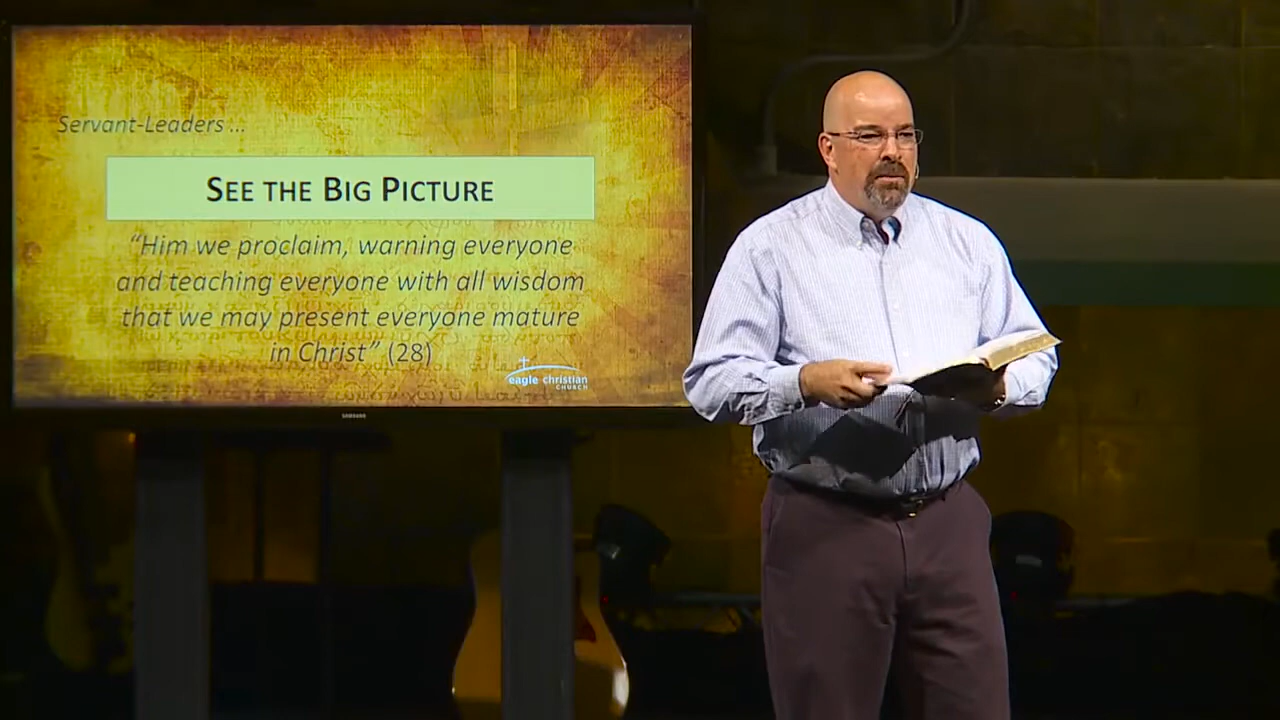 Servant-Leaders ...
SEE THE BIG PICTURE
“Him we proclaim, warning everyone
and teaching everyone with all wisdom
that we may present everyone mature
in Christ” (28)
eagle christian
CHURCH
SAMSUNG